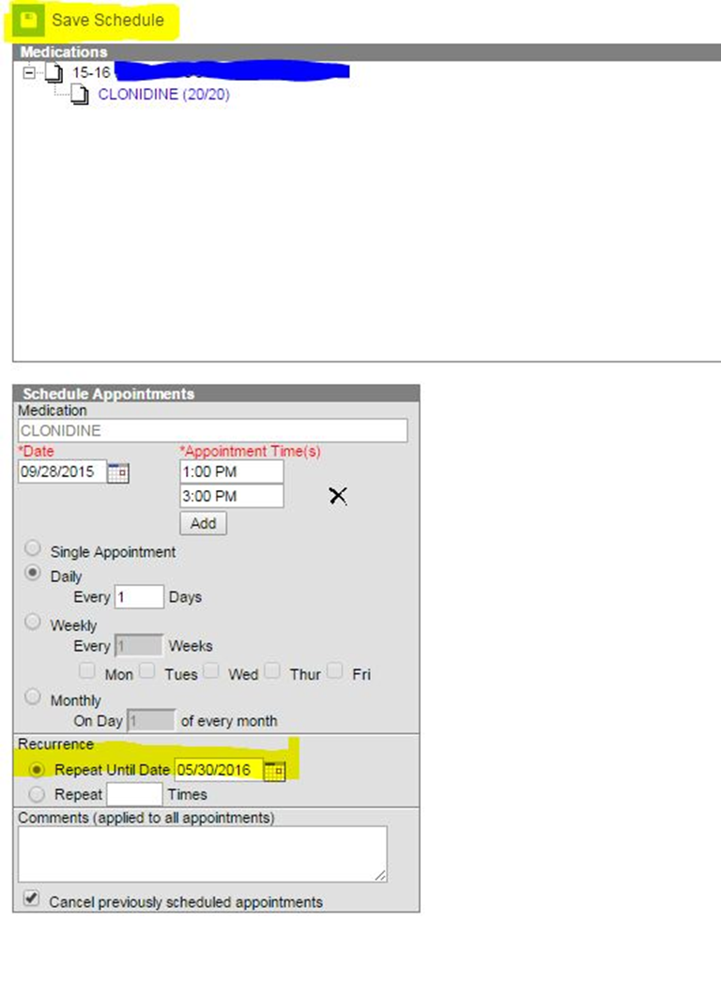 Save Schedule
Medications
15-16
CLONIDINE (20/20)
Schedule Appointments
Medication
CLONIDINE
*Date *Appointment Time(s)
09/28/2015 1:00 PM
3:00 PM
Add
Single Appointment
Daily
Every 1 Days
Weekly
Every 1 Weeks
Mon Tues Wed Thur Fri
Monthly
On Day 1 of every month
Recurrence
Repeat Until Date 05/30/2016
Repeat Times
Comments (applied to all appointments)
Cancel previously scheduled appointments